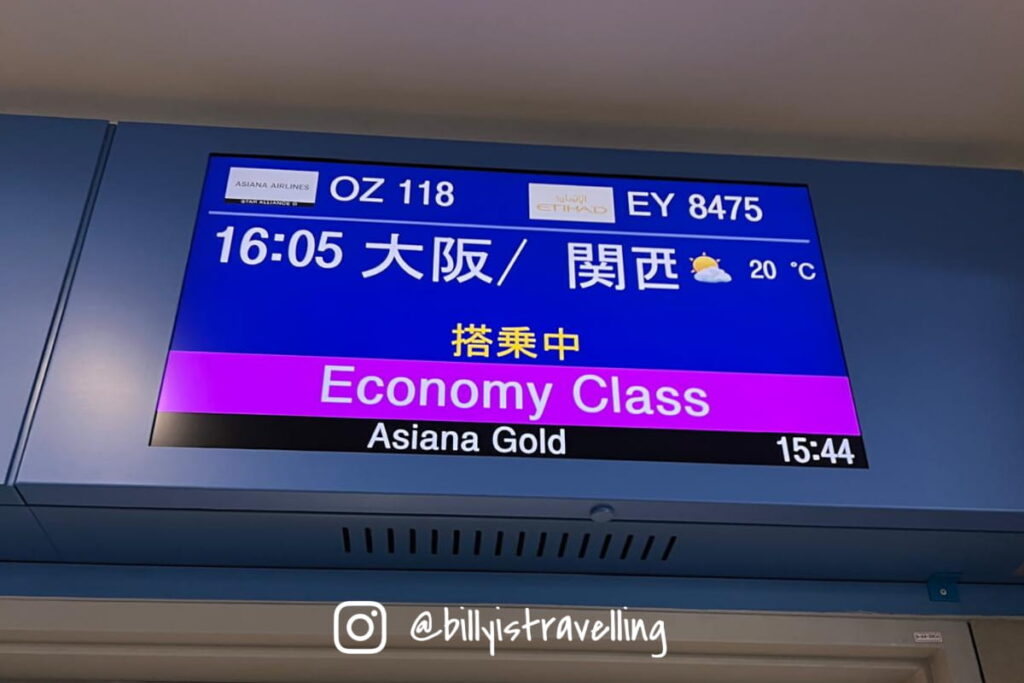 ASIANA AIRLINES OZ 118 الاتحاد EY 8475
STAR ALLIANCE ETIHAD
16:05 大阪/ 関西 20 °C
搭乗中
Economy Class
Asiana Gold 15:44
@billyistravelling